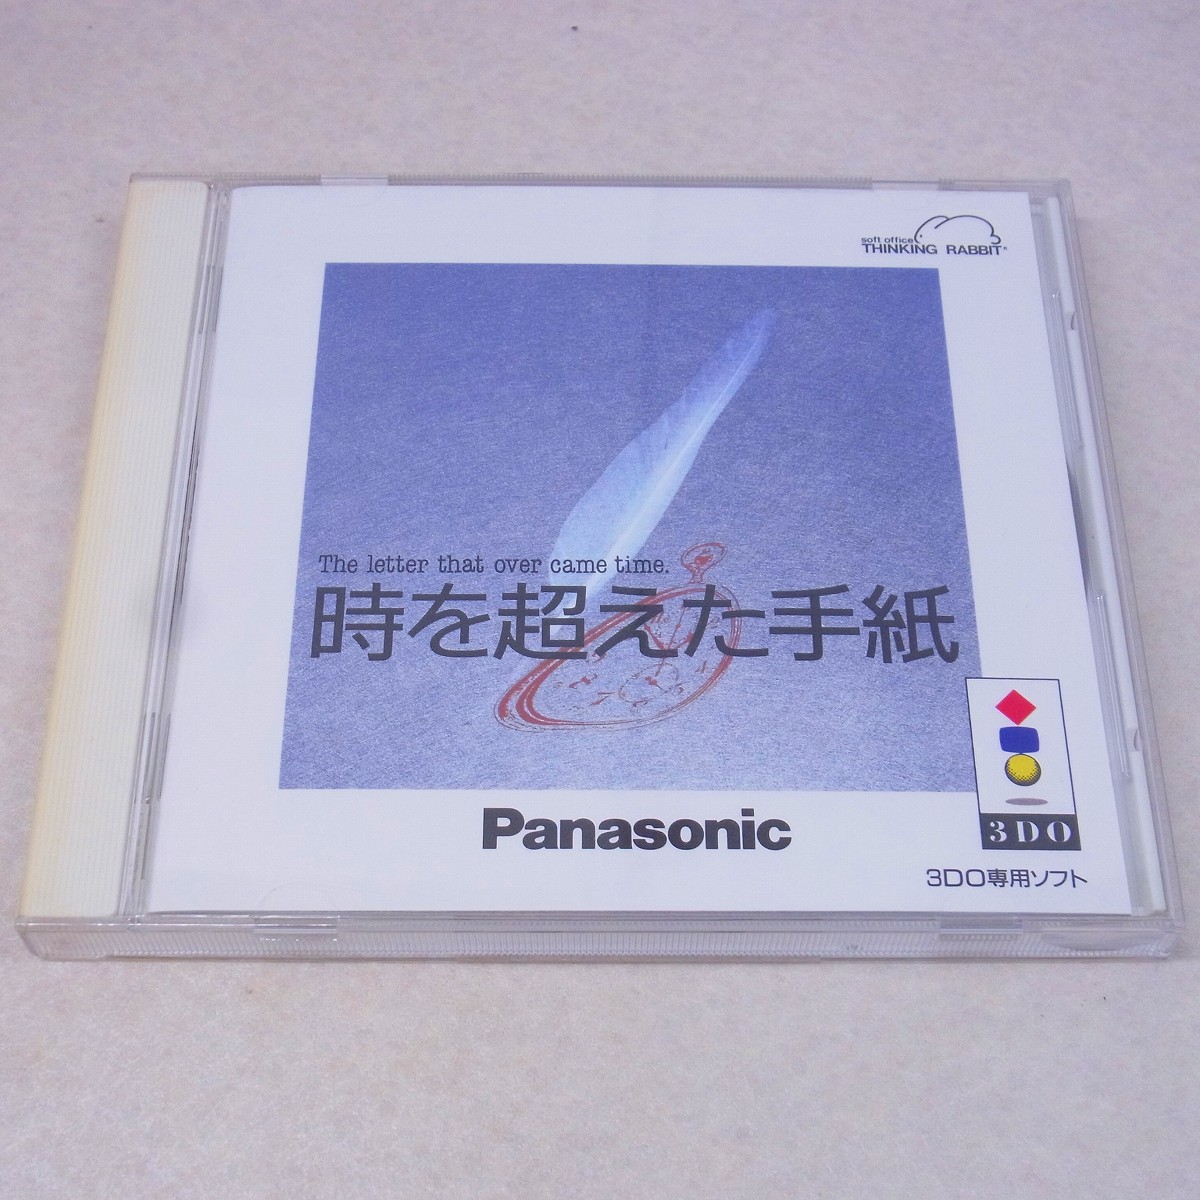 soft office
THINKING RABBIT®
The letter that over came time.
時を超えた手紙
Panasonic
3DO
3DO専用ソフト